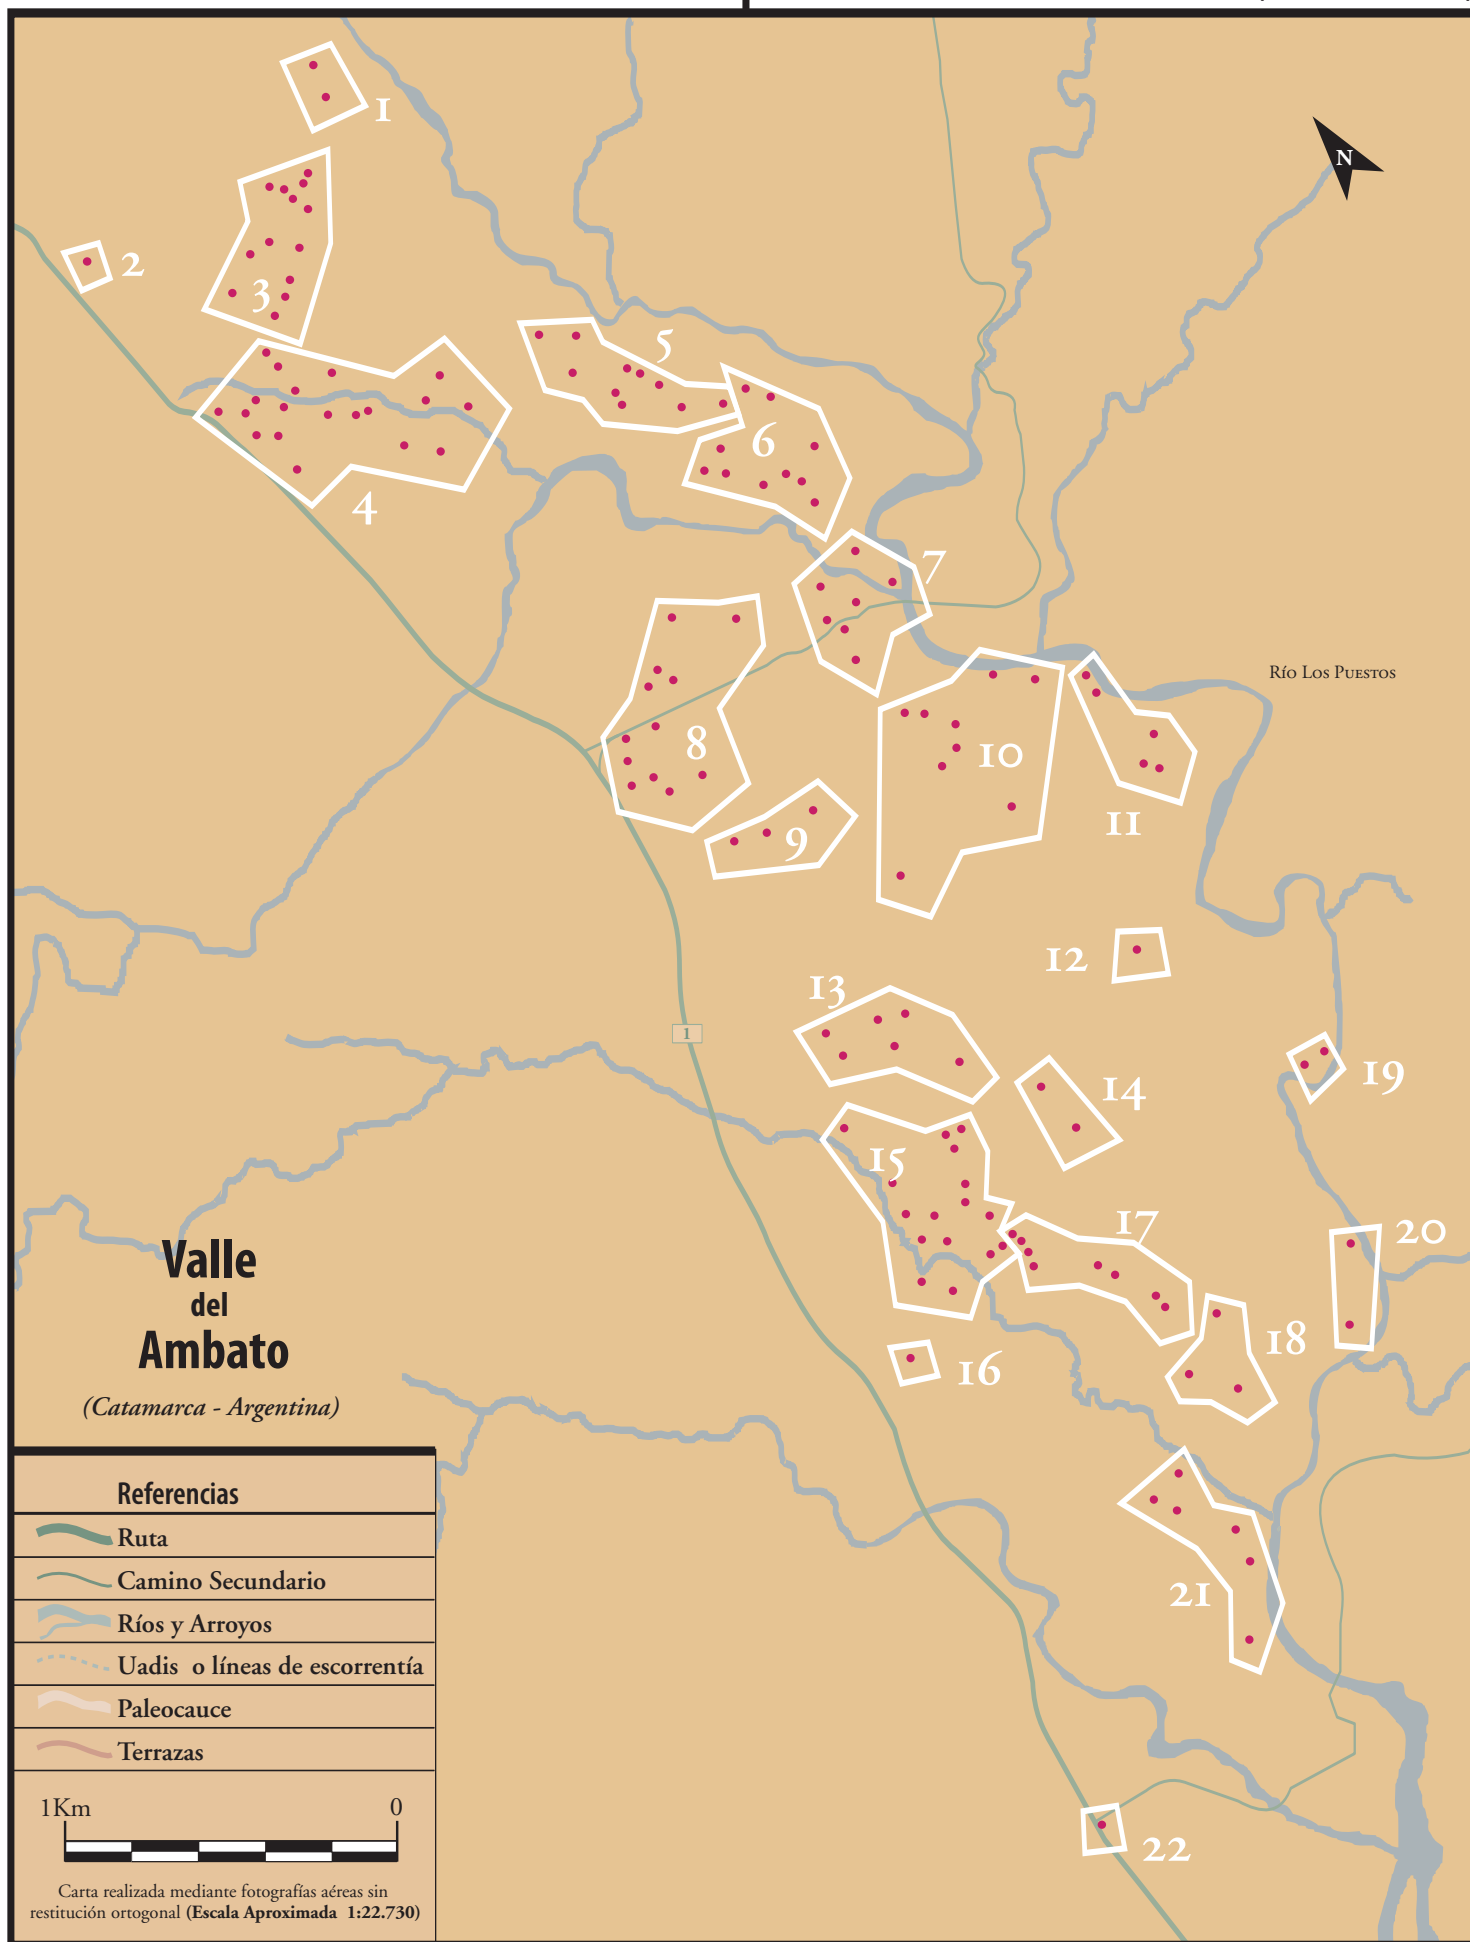 N
1
2
3
5
6
4
7
Río Los Puestos
8
10
9
11
12
13
1
14
19
15
17
20
18
16
21
22
Valle
del
Ambato
(Catamarca - Argentina)
Referencias
Ruta
Camino Secundario
Ríos y Arroyos
Uadis o líneas de escorrentía
Paleocauce
Terrazas
1Km 0
Carta realizada mediante fotografías aéreas sin
restitución ortogonal (Escala Aproximada 1:22.730)